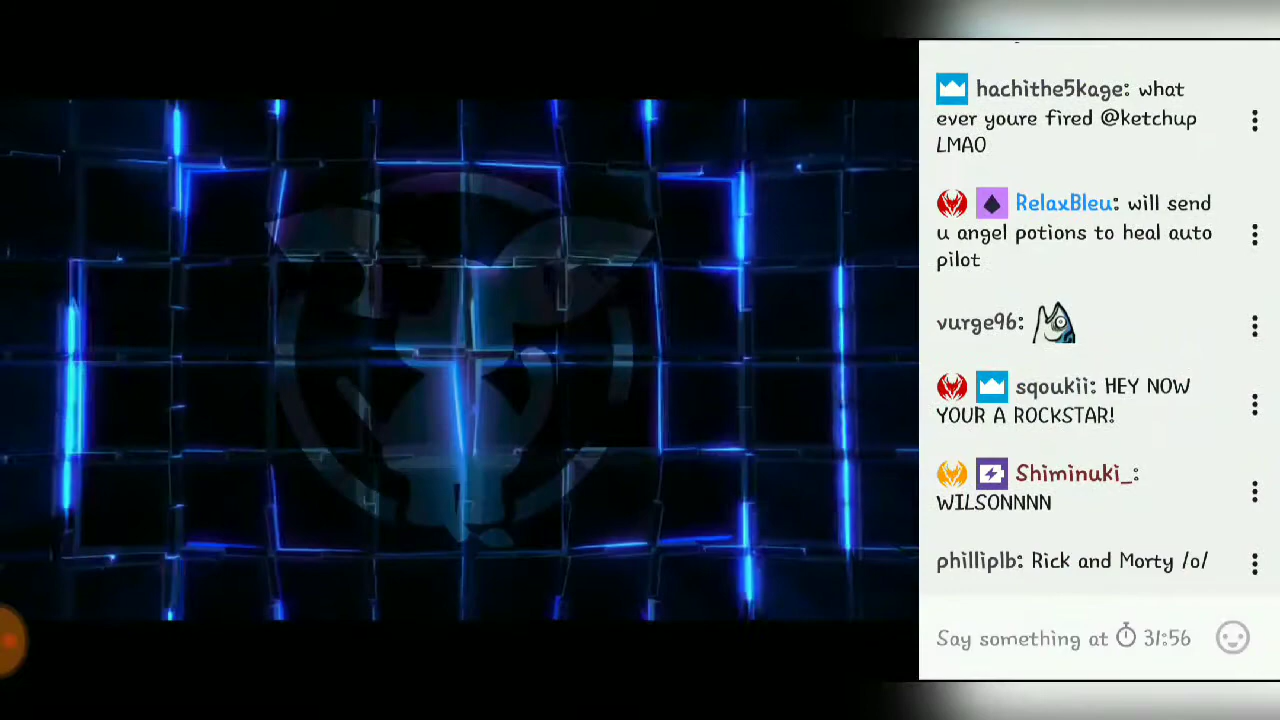 hachithe5kage: what
ever youre fired @ketchup
LMAO
RelaxBleu: will send
u angel potions to heal auto
pilot
vurge96:
sqoukii: HEY NOW
YOUR A ROCKSTAR!
Shiminuki_:
WILSONNNN
philliplb: Rick and Morty /o/
Say something at 31:56